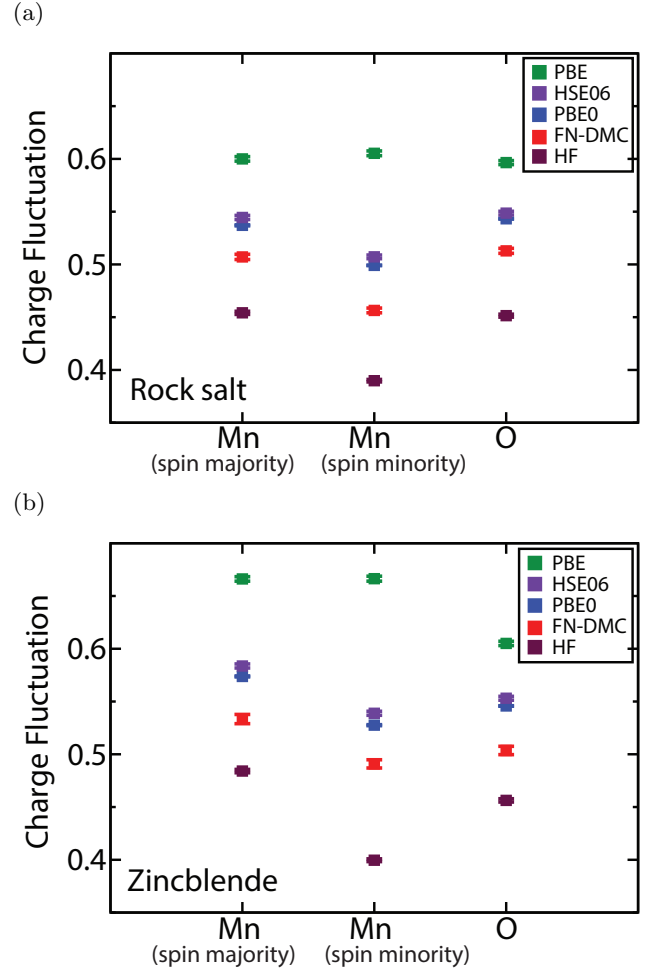 (a)
PBE
HSE06
PBE0
FN-DMC
HF
Charge Fluctuation
0.6
0.5
0.4
Rock salt
Mn Mn O
(spin majority) (spin minority)
(b)
PBE
HSE06
PBE0
FN-DMC
HF
Charge Fluctuation
0.6
0.5
0.4
Zincblende
Mn Mn O
(spin majority) (spin minority)